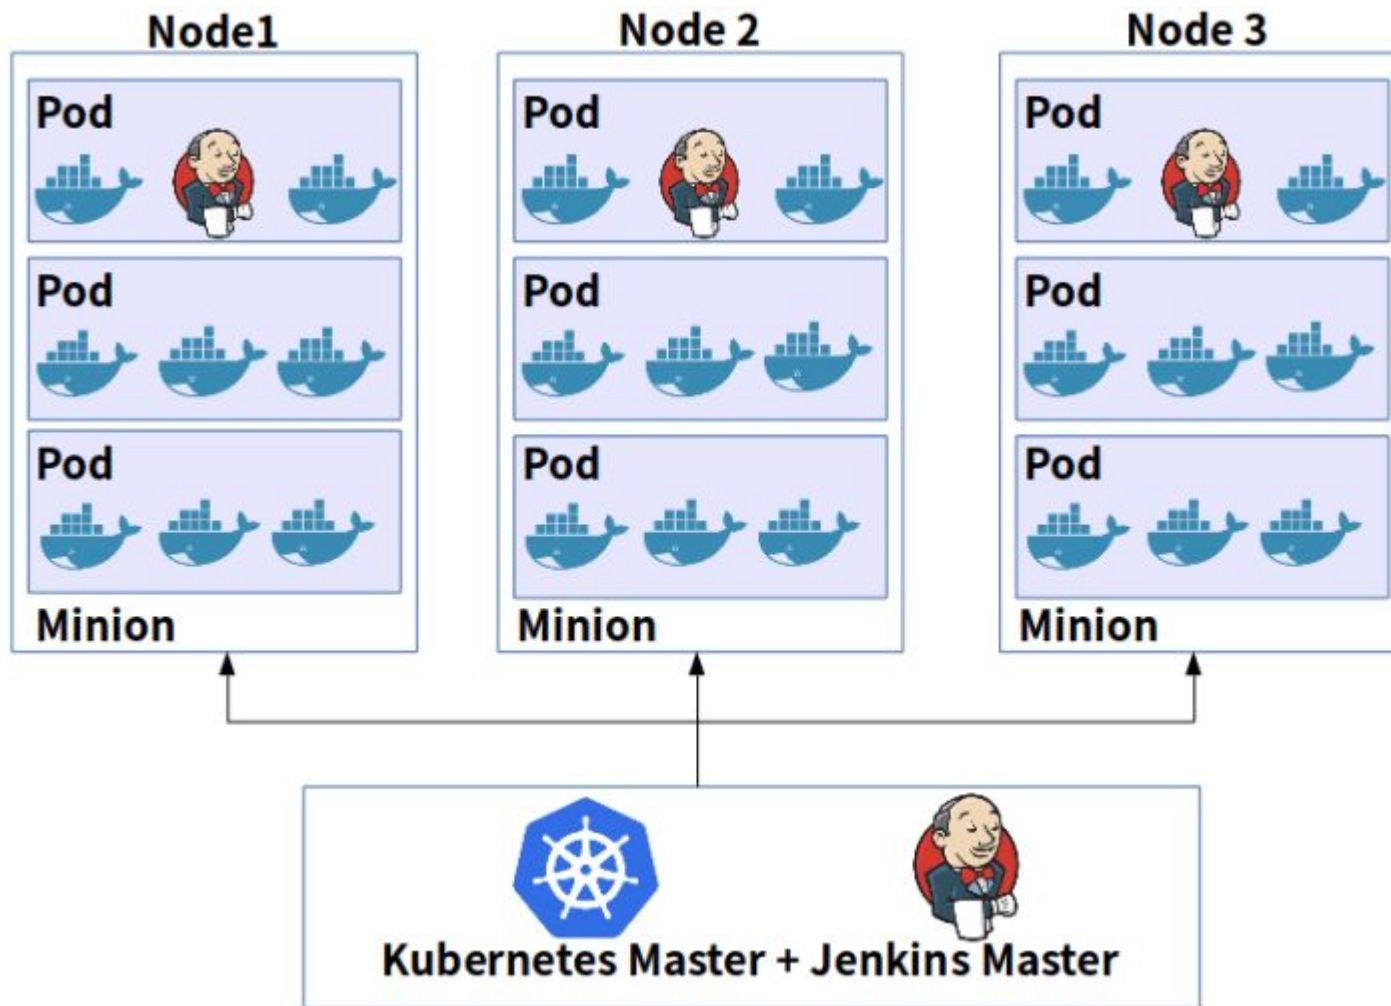 Node1
Pod
Pod
Pod
Minion
Node 2
Pod
Pod
Pod
Minion
Node 3
Pod
Pod
Pod
Minion
Kubernetes Master + Jenkins Master